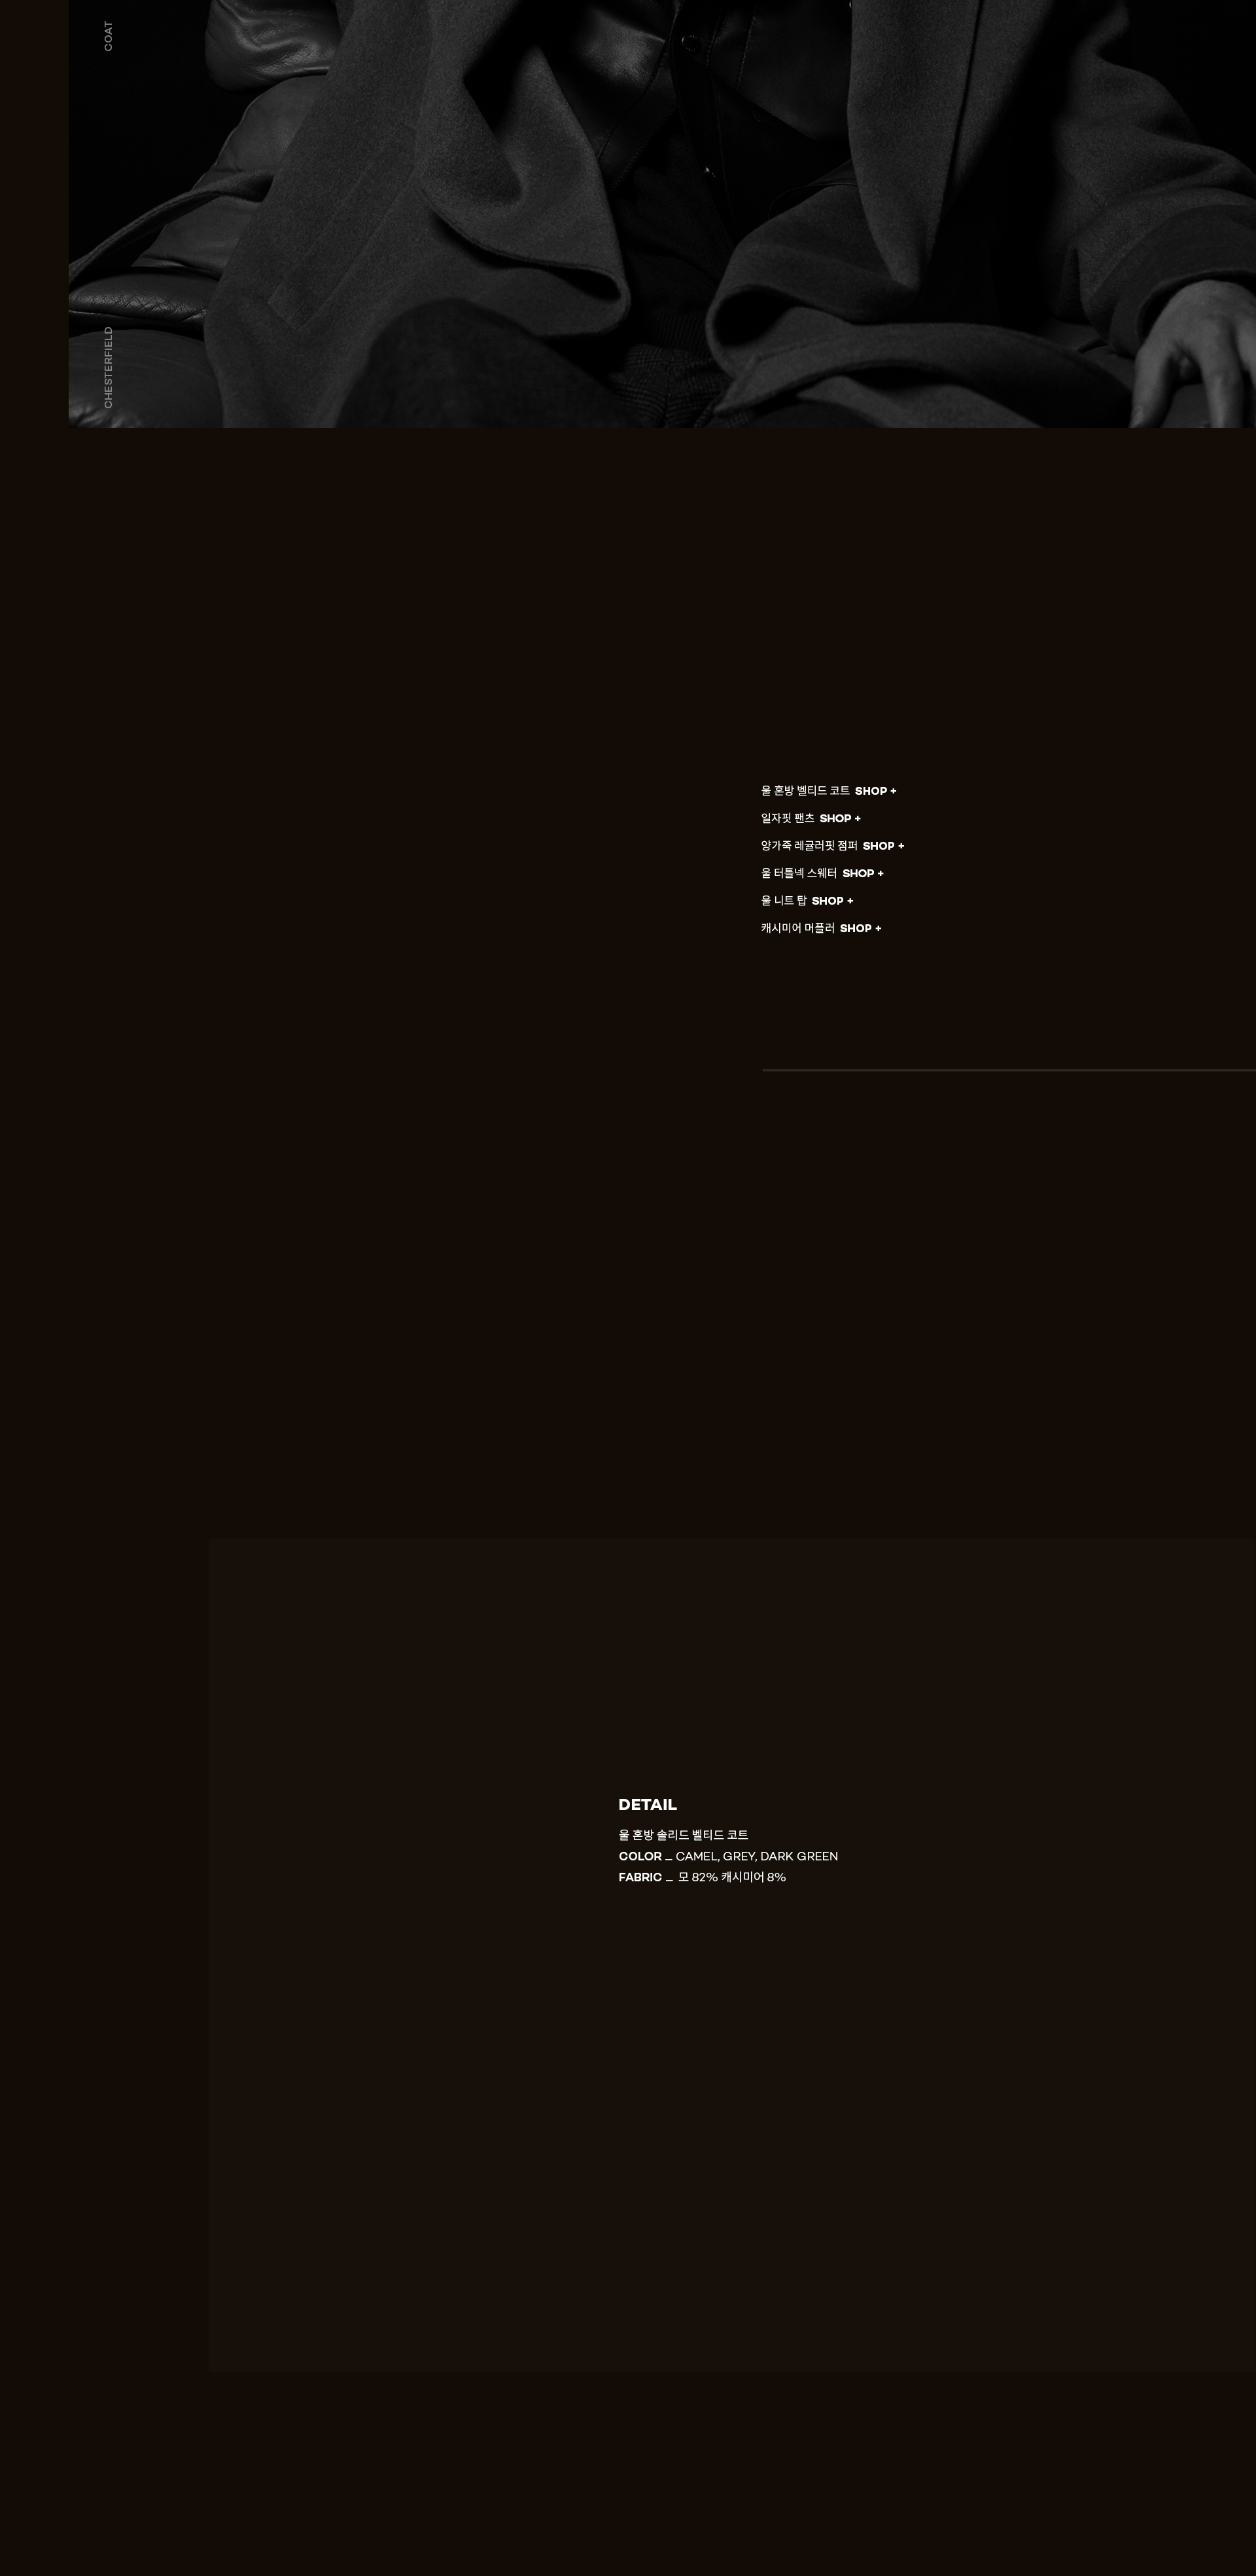 COAT
CHESTERFIELD
울 혼방 벨티드 코트 SHOP +
일자핏 팬츠 SHOP +
양가죽 레귤러핏 점퍼 SHOP +
울 터틀넥 스웨터 SHOP +
울 니트 탑 SHOP +
캐시미어 머플러 SHOP +
DETAIL
울 혼방 솔리드 벨티드 코트
COLOR _ CAMEL, GREY, DARK GREEN
FABRIC _ 모 82% 캐시미어 8%